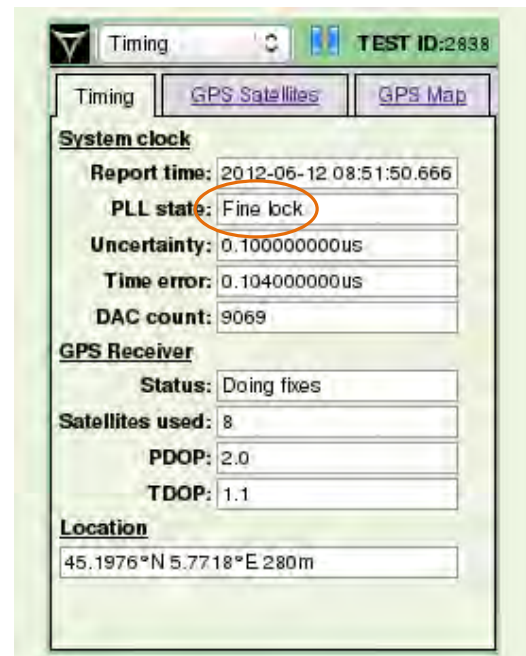 Timing TEST ID:2838
Timing GPS Satellites GPS Map
System clock
Report time: 2012-06-12 08:51:50.666
PLL state: Fine lock
Uncertainty: 0.100000000us
Time error: 0.104000000us
DAC count: 9069
GPS Receiver
Status: Doing fixes
Satellites used: 8
PDOP: 2.0
TDOP: 1.1
Location
45.1976°N 5.7718°E 280m